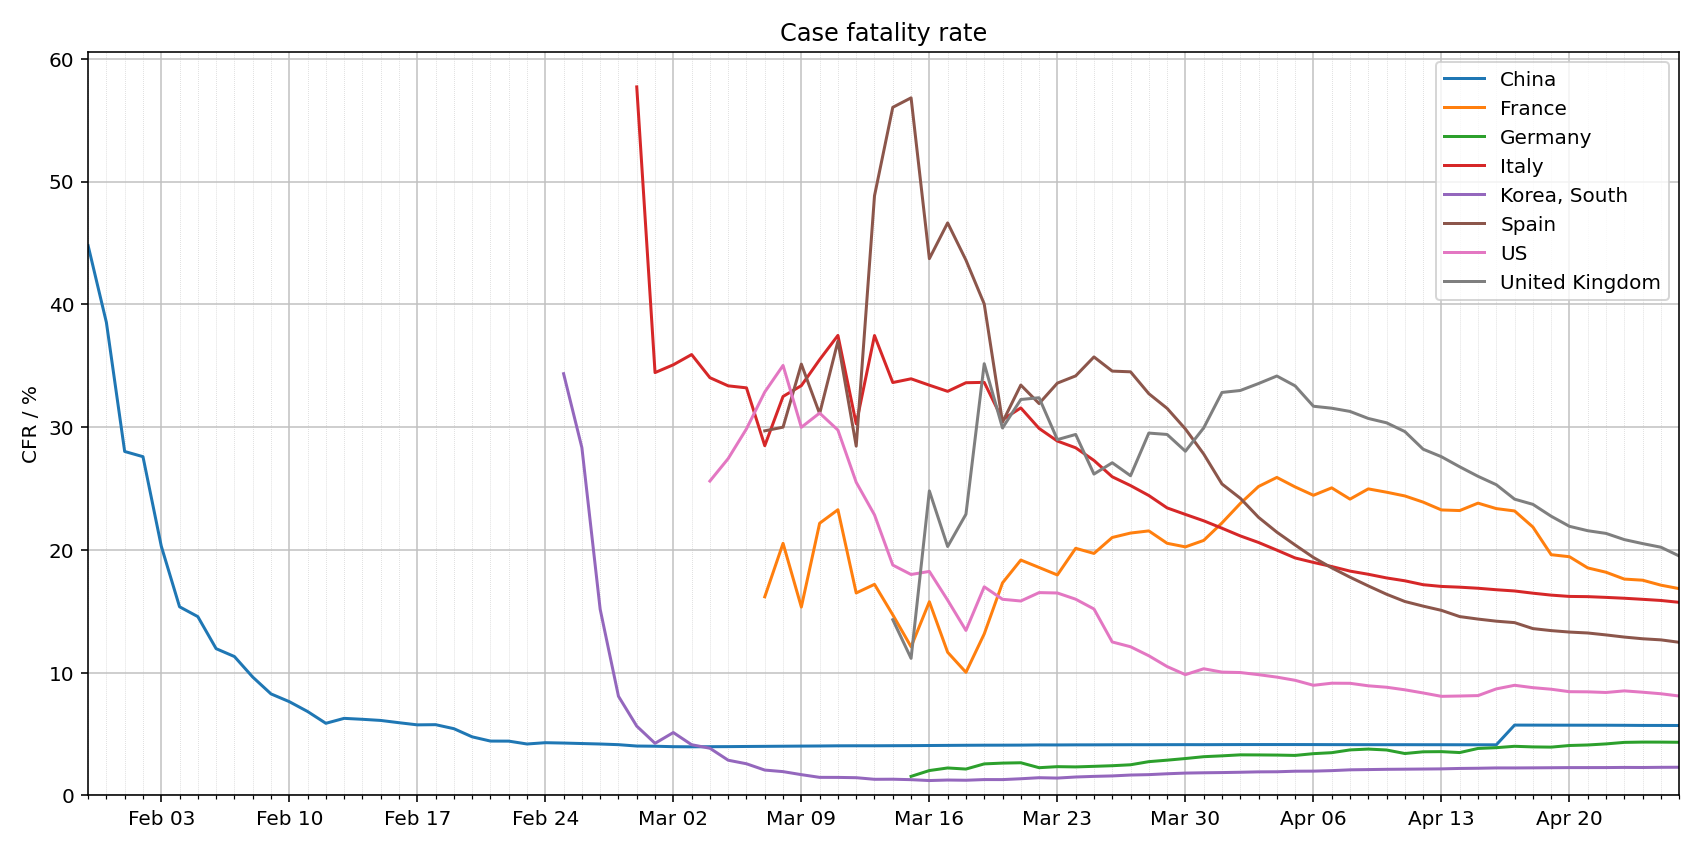 Case fatality rate
CFR / %
60
50
40
30
20
10
0
China
France
Germany
Italy
Korea, South
Spain
US
United Kingdom
Feb 03 Feb 10 Feb 17 Feb 24 Mar 02 Mar 09 Mar 16 Mar 23 Mar 30 Apr 06 Apr 13 Apr 20